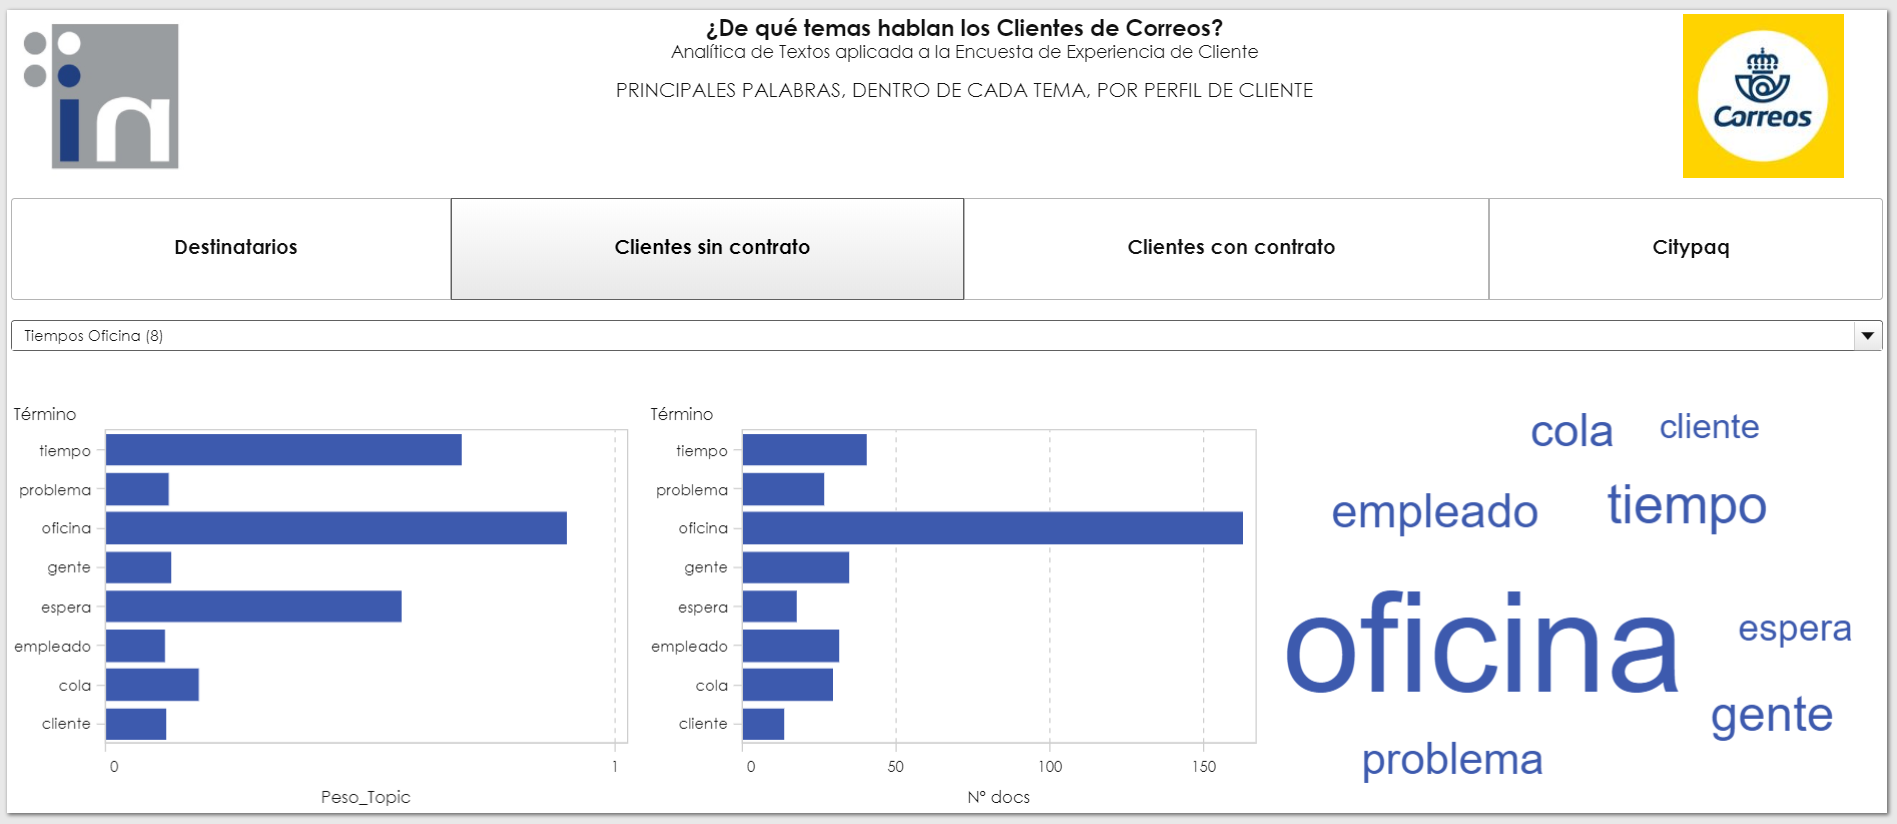 ¿De qué temas hablan los Clientes de Correos?
Analítica de Textos aplicada a la Encuesta de Experiencia de Cliente
PRINCIPALES PALABRAS, DENTRO DE CADA TEMA, POR PERFIL DE CLIENTE
in
Correos
Destinatarios
Clientes sin contrato
Clientes con contrato
Citypaq
Tiempos Oficina (8)
Término
tiempo
problema
oficina
gente
espera
empleado
cola
cliente
0
1
Peso_Topic
Término
tiempo
problema
oficina
gente
espera
empleado
cola
cliente
0
50
100
150
Nº docs
cola
cliente
empleado
tiempo
oficina
espera
gente
problema